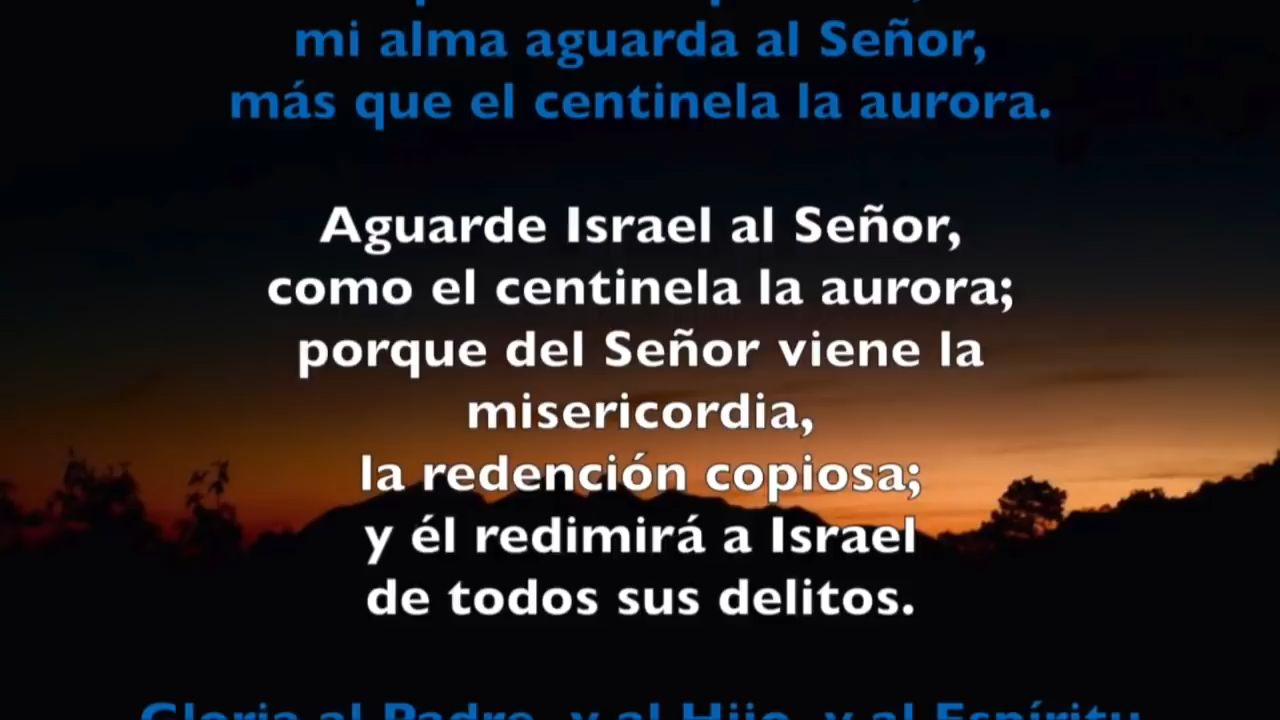 mi alma aguarda al Señor,
más que el centinela la aurora.
Aguarde Israel al Señor,
como el centinela la aurora;
porque del Señor viene la
misericordia,
la redención copiosa;
y él redimirá a Israel
de todos sus delitos.
Gloria al Padre, y al Hijo, y al Espíritu